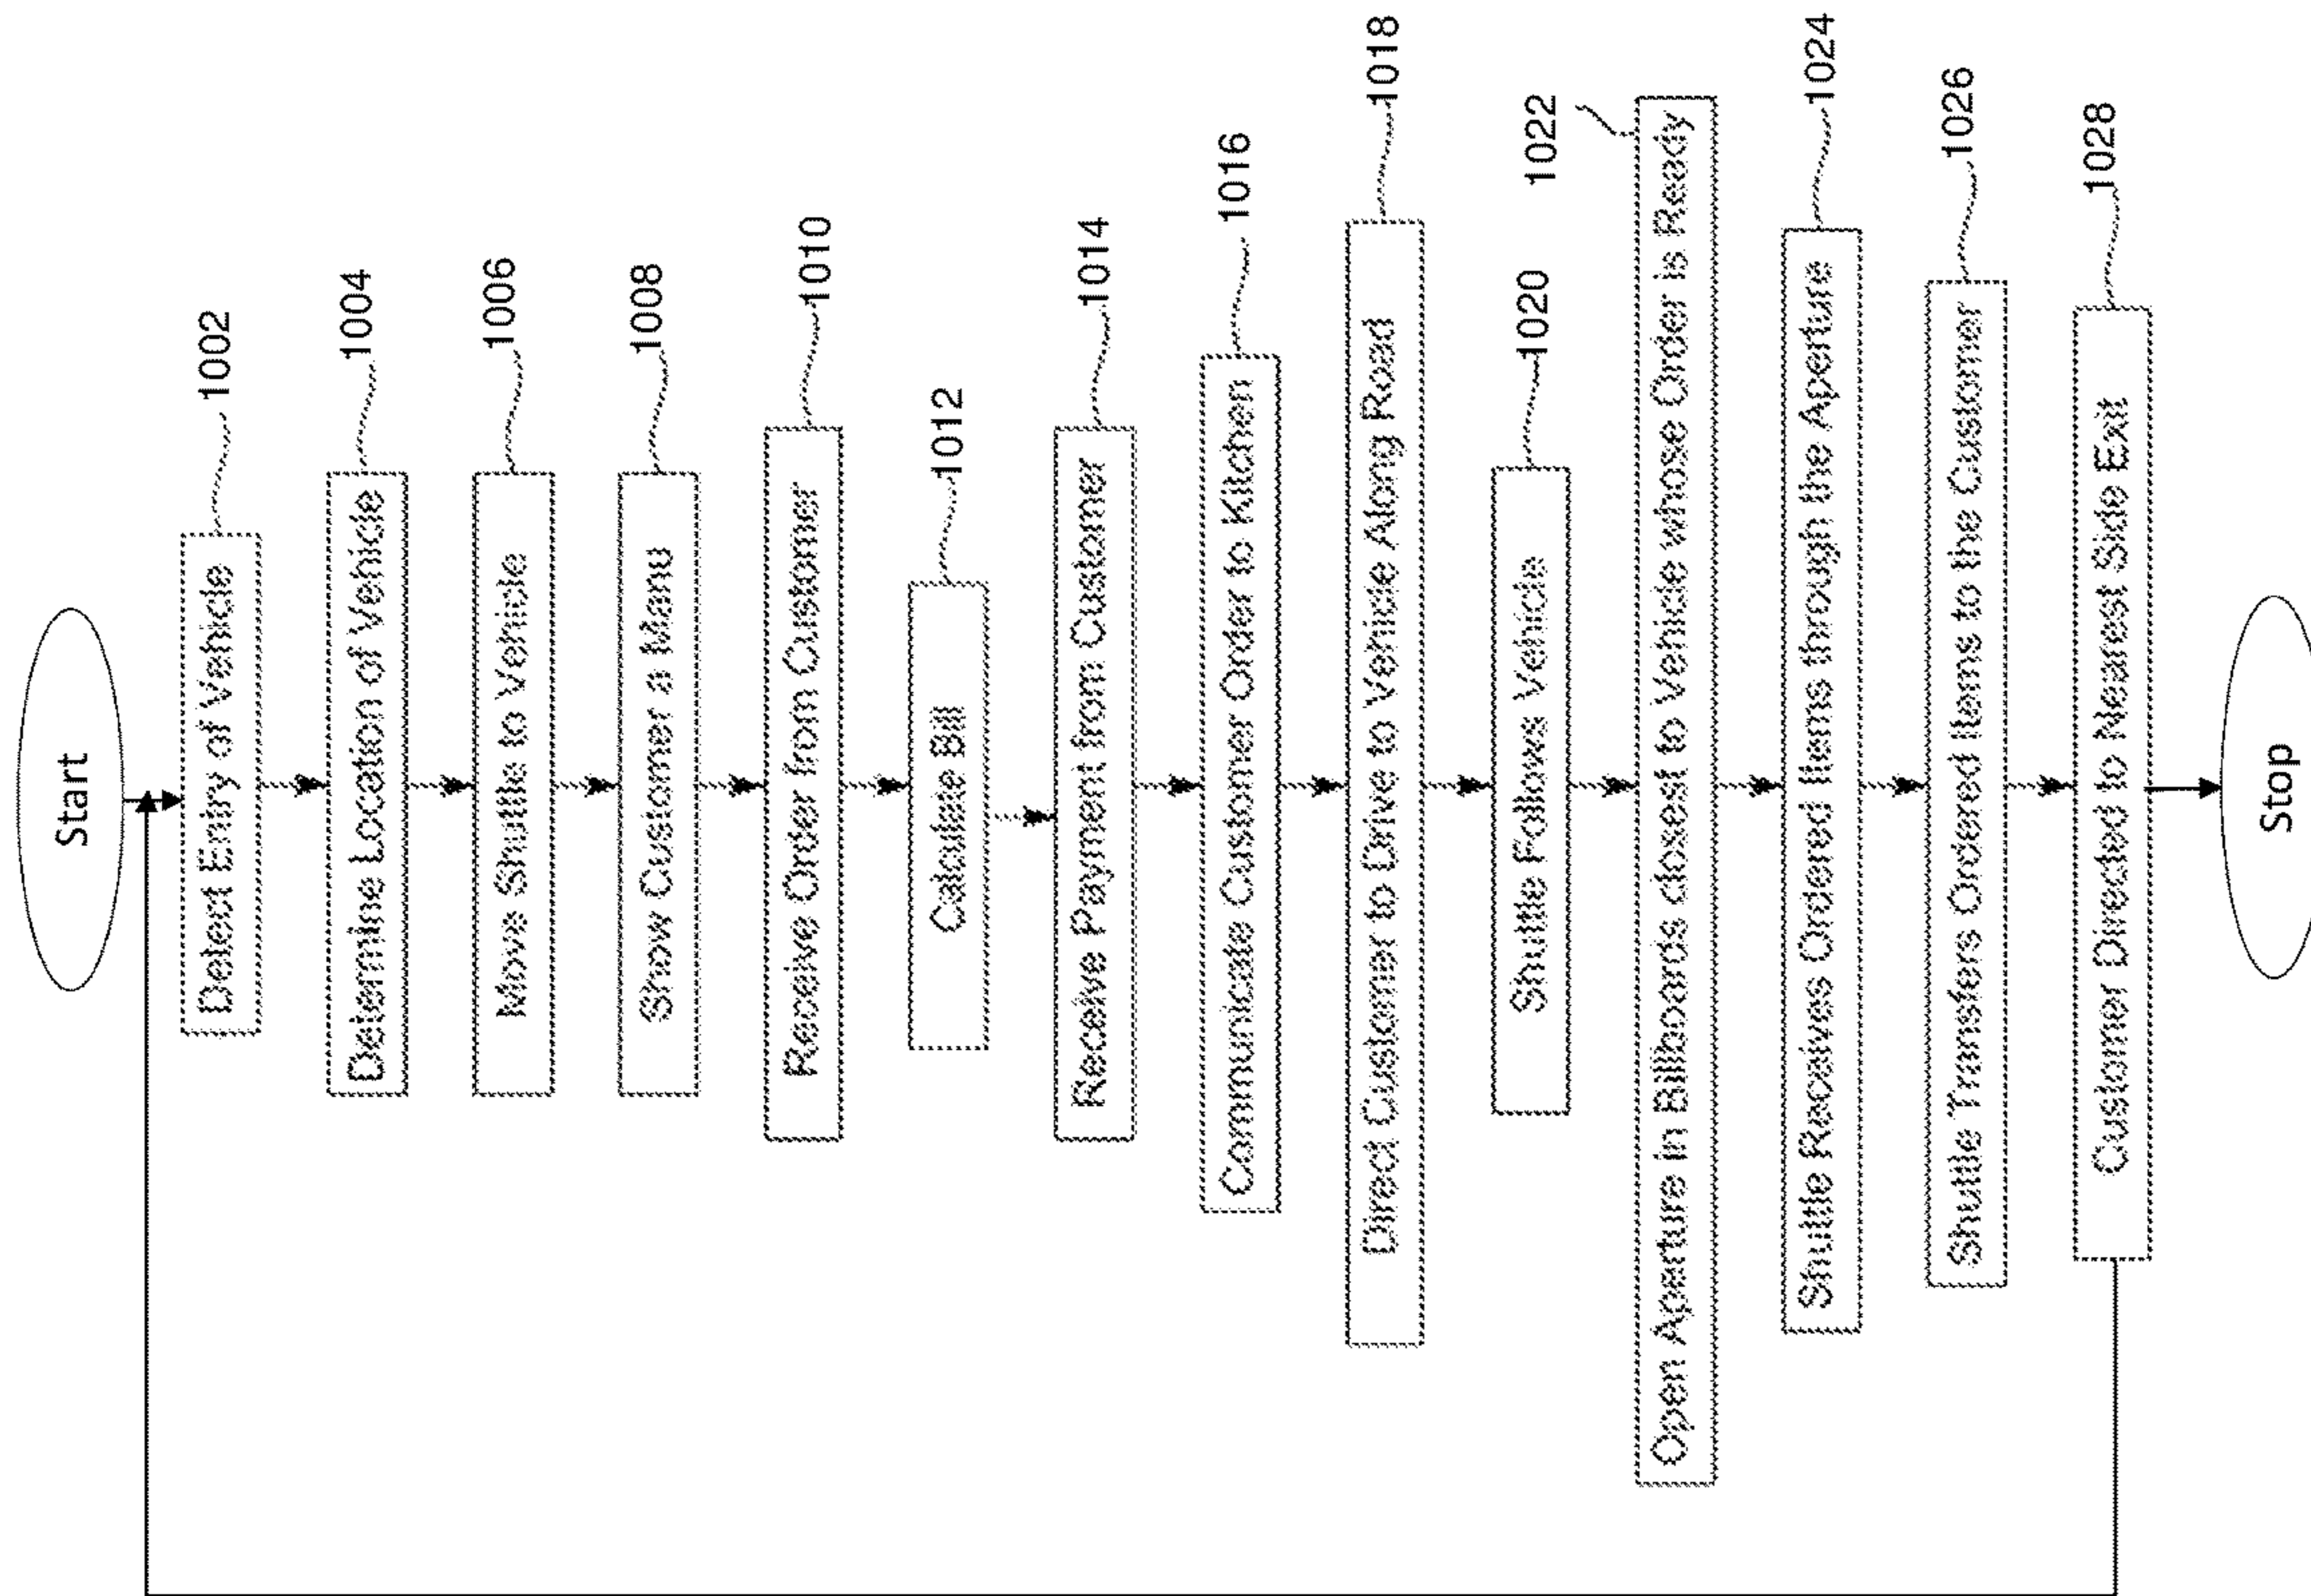 Start
Detect Entry of Vehicle
1002
Determine Location of Vehicle
1004
Move Shuttle to Vehicle
1006
Show Customer a Manu
1008
Receive Order from Customer
1010
Calculate Bill
1012
Receive Payment from Customer
1014
Communicate Customer Order to Kitchen
1016
Direct Customer to Drive to Vehicle Along Road
1018
Shuttle Follows Vehicle
1020
Open Aperture in Billboards closest to Vehicle whose Order is Ready
1022
Shuttle Receives Ordered Items through the Aperture
1024
Shuttle Transfers Ordered Items to the Customer
1026
Customer Directed to Nearest Side Exit
1028
Stop